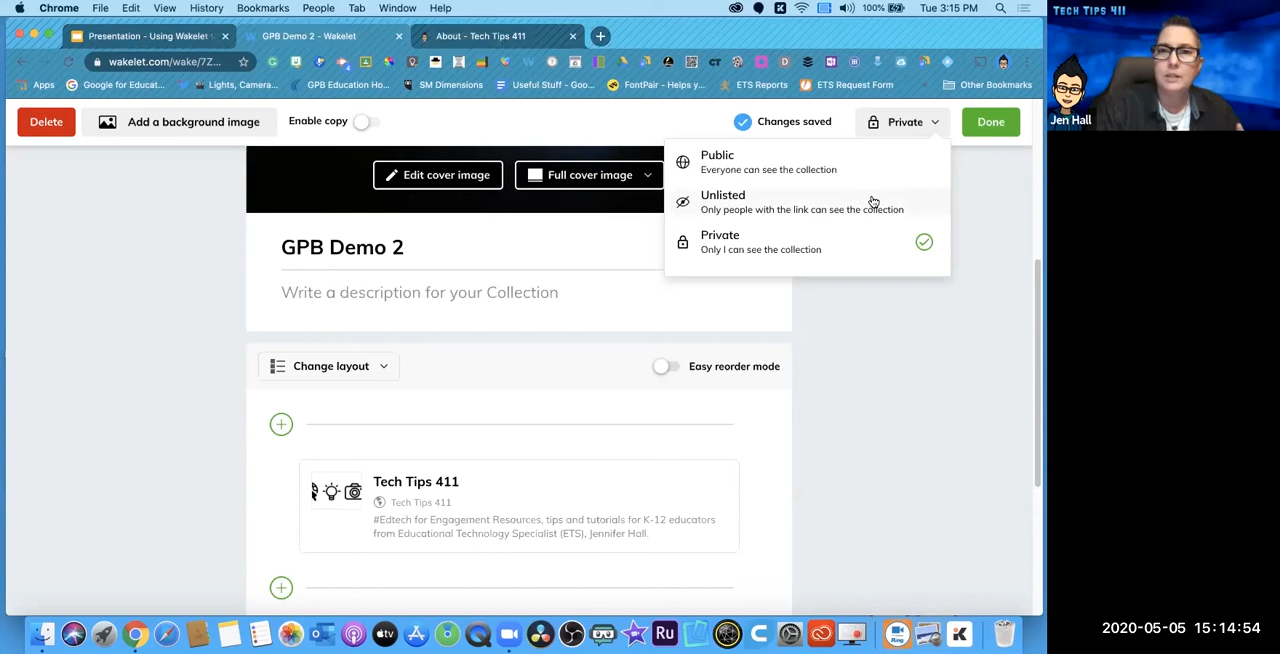 Chrome File Edit View History Bookmarks People Tab Window Help 100% Tue 3:15 PM
TECH TIPS 411
Presentation - Using Wakelet GPB Demo 2 - Wakelet About - Tech Tips 411
wakelet.com/wake/7Z...
Apps Google for Educat... Lights, Camera... GPB Education Ho... SM Dimensions Useful Stuff - Goo... FontPair - Helps y... ETS Reports ETS Request Form Other Bookmarks
Jen Hall
Delete Add a background image Enable copy Changes saved Private Done
Public
Everyone can see the collection
Edit cover image Full cover image
Unlisted
Only people with the link can see the collection
Private
Only I can see the collection
GPB Demo 2
Write a description for your Collection
Change layout Easy reorder mode
Tech Tips 411
Tech Tips 411
#Edtech for Engagement Resources, tips and tutorials for K-12 educators
from Educational Technology Specialist (ETS), Jennifer Hall.
tv Ru Ring K
2020-05-05 15:14:54